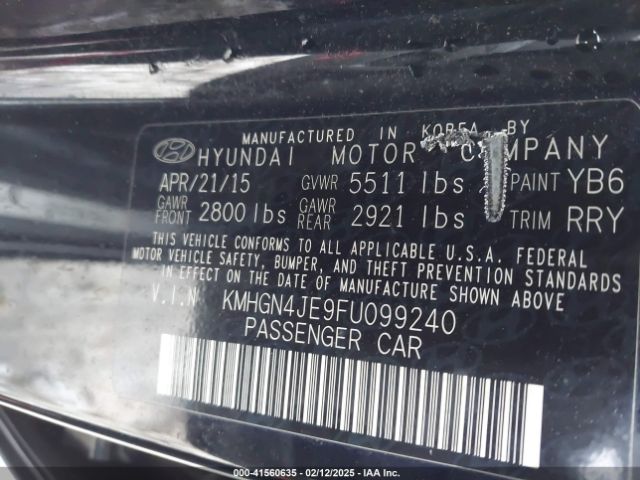 MANUFACTURED IN KOREA BY
HYUNDAI MOTOR COMPANY
APR/21/15 GVWR 5511 lbs PAINT YB6
GAWR FRONT 2800 lbs GAWR REAR 2921 lbs TRIM RRY
THIS VEHICLE CONFORMS TO ALL APPLICABLE U.S.A. FEDERAL
MOTOR VEHICLE SAFETY, BUMPER, AND THEFT PREVENTION STANDARDS
IN EFFECT ON THE DATE OF MANUFACTURE SHOWN ABOVE.
V.I.N KMHGN4JE9FU099240
PASSENGER CAR
000-41560635 - 02/12/2025 - IAA Inc.